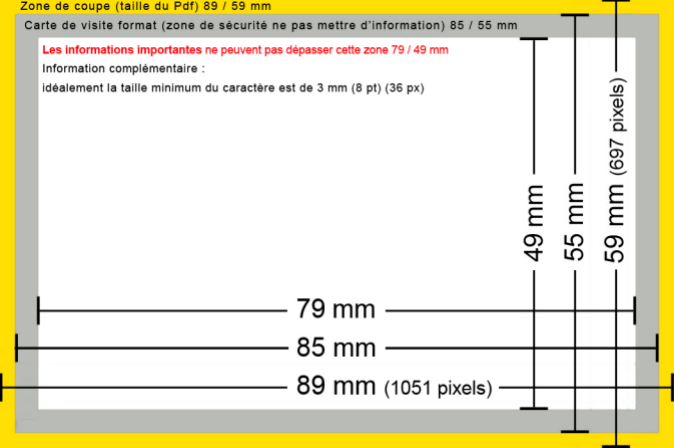 Zone de coupe (taille du Pdf) 89 / 59 mm
Carte de visite format (zone de sécurité ne pas mettre d'information) 85 / 55 mm
Les informations importantes ne peuvent pas dépasser cette zone 79 / 49 mm
Information complémentaire :
idéalement la taille minimum du caractère est de 3 mm (8 pt) (36 px)
49 mm
55 mm
59 mm (697 pixels)
79 mm
85 mm
89 mm (1051 pixels)